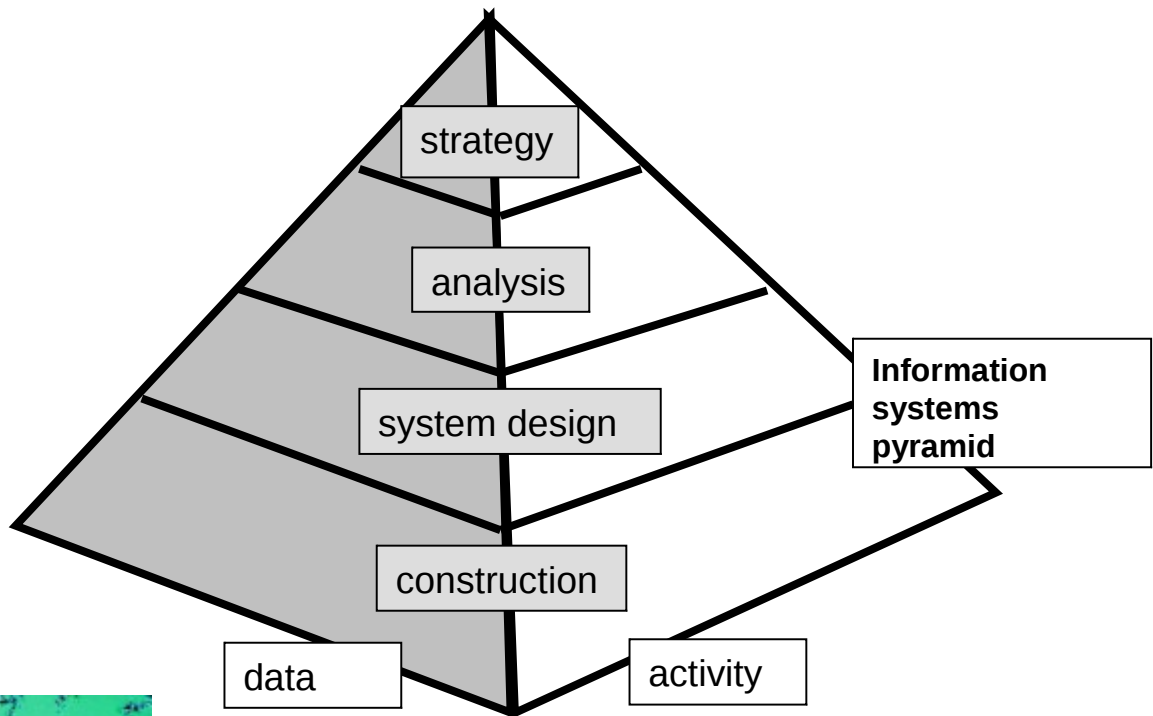 strategy
analysis
Information
systems
pyramid
system design
construction
data
activity